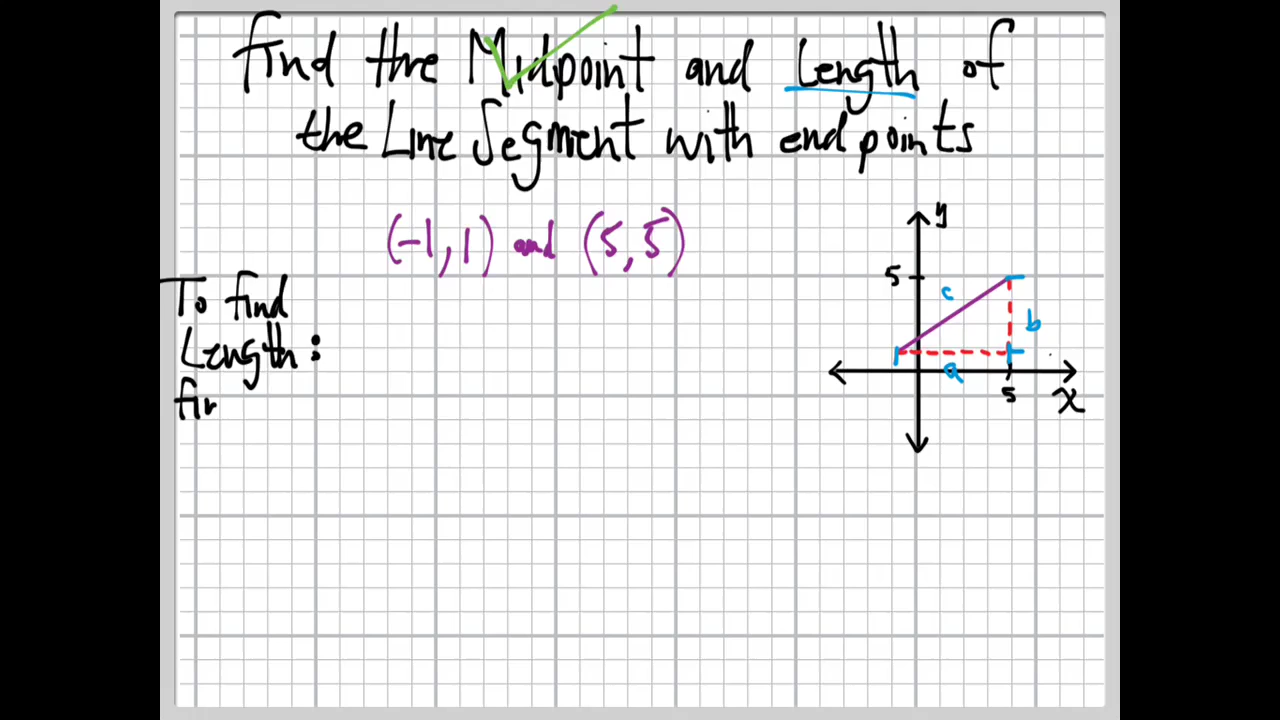 Find the Midpoint and Length of
the Line Segment with endpoints
(-1, 1) and (5, 5)
To find
Length:
fin
y
5
c
b
a
5
x